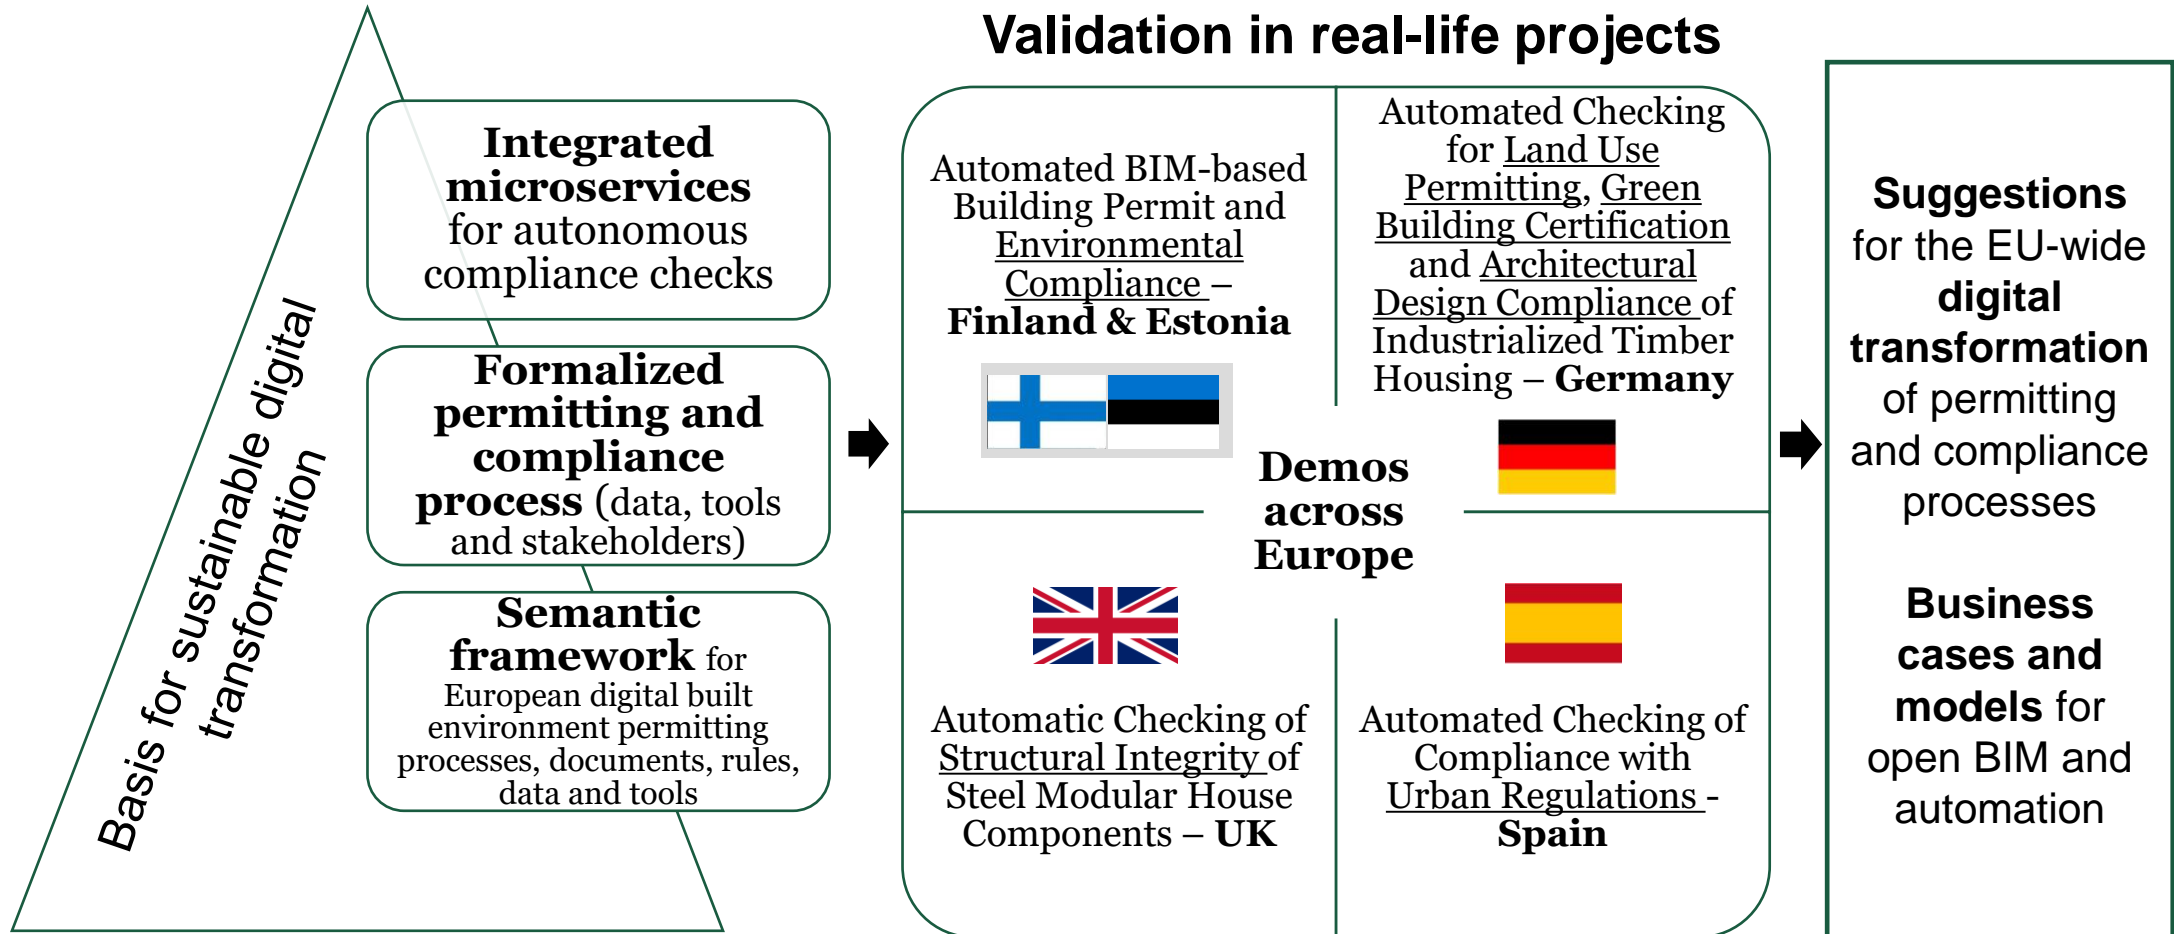 Basis for sustainable digital
transformation
Integrated
microservices
for autonomous
compliance checks
Formalized
permitting and
compliance
process (data, tools
and stakeholders)
Semantic
framework for
European digital built
environment permitting
processes, documents, rules,
data and tools
Validation in real-life projects
Automated BIM-based
Building Permit and
Environmental
Compliance –
Finland & Estonia
Automated Checking
for Land Use
Permitting, Green
Building Certification
and Architectural
Design Compliance of
Industrialized Timber
Housing – Germany
Demos
across
Europe
Automatic Checking of
Structural Integrity of
Steel Modular House
Components – UK
Automated Checking of
Compliance with
Urban Regulations -
Spain
Suggestions
for the EU-wide
digital
transformation
of permitting
and compliance
processes
Business
cases and
models for
open BIM and
automation